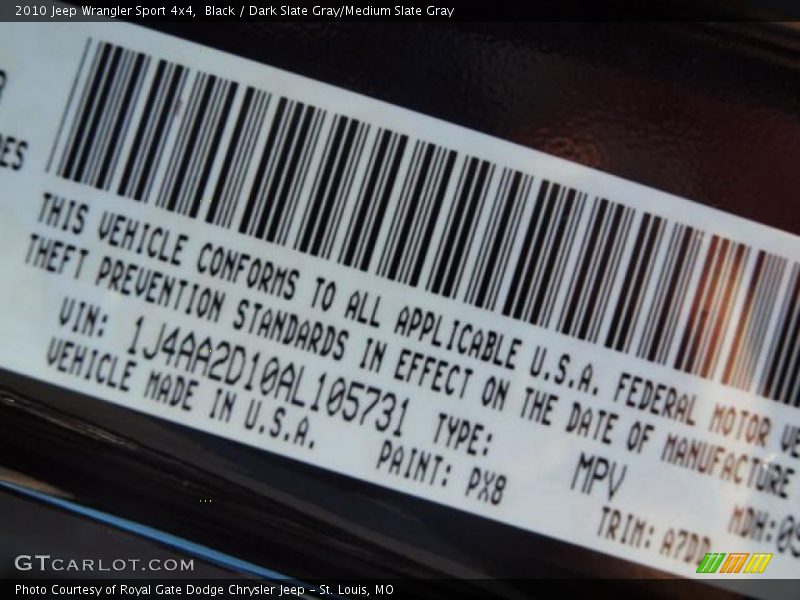 2010 Jeep Wrangler Sport 4x4,  Black / Dark Slate Gray/Medium Slate Gray
THIS VEHICLE CONFORMS TO ALL APPLICABLE U.S.A. FEDERAL MOTOR VE
THEFT PREVENTION STANDARDS IN EFFECT ON THE DATE OF MANUFACTURE
VIN: 1J4AA2D10AL105731 TYPE: MPV MDH:09
VEHICLE MADE IN U.S.A. PAINT: PX8 TRIM: A7DD
GTCARLOT.COM
Photo Courtesy of Royal Gate Dodge Chrysler Jeep – St. Louis, MO